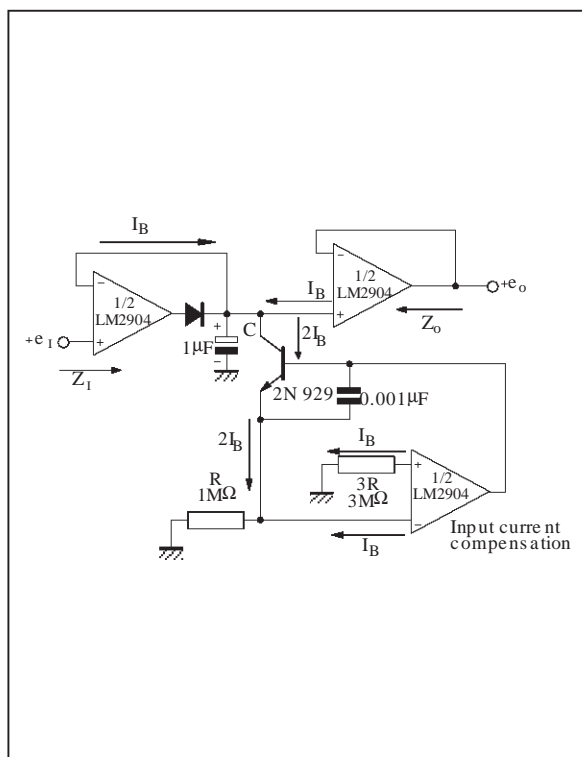 I_B
1/2
LM2904
+e_I
Z_I
1µF
+
−
C
I_B
2I_B
1/2
LM2904
+e_o
Z_o
2N 929
0.001µF
2I_B
R
1MΩ
I_B
3R
3MΩ
1/2
LM2904
I_B
Input current
compensation